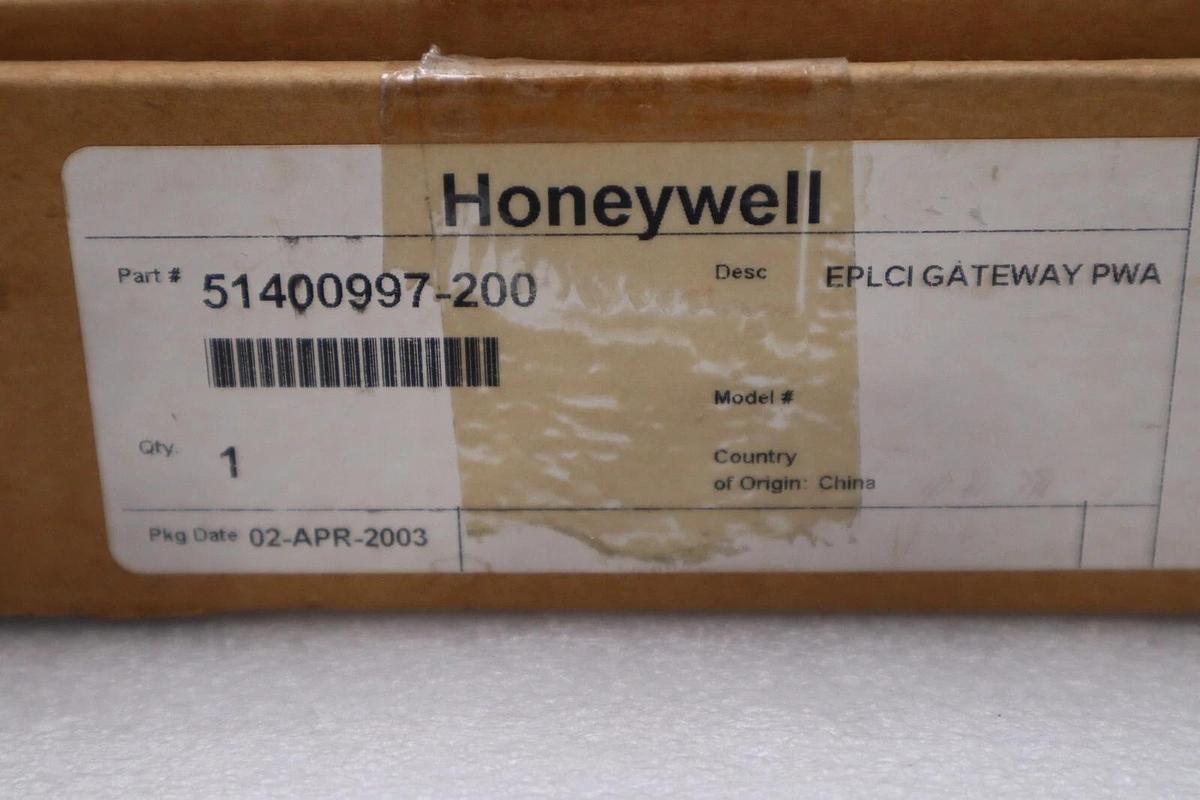 Honeywell
Part # 51400997-200
Desc EPLCI GATEWAY PWA
Model #
Qty. 1
Country
of Origin: China
Pkg Date 02-APR-2003